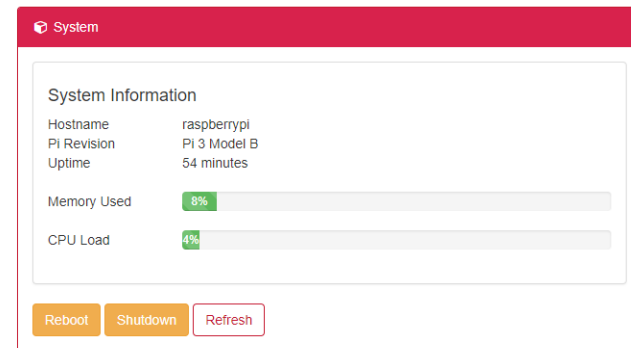 System
System Information
Hostname raspberrypi
Pi Revision Pi 3 Model B
Uptime 54 minutes
Memory Used 8%
CPU Load 4%
Reboot Shutdown Refresh